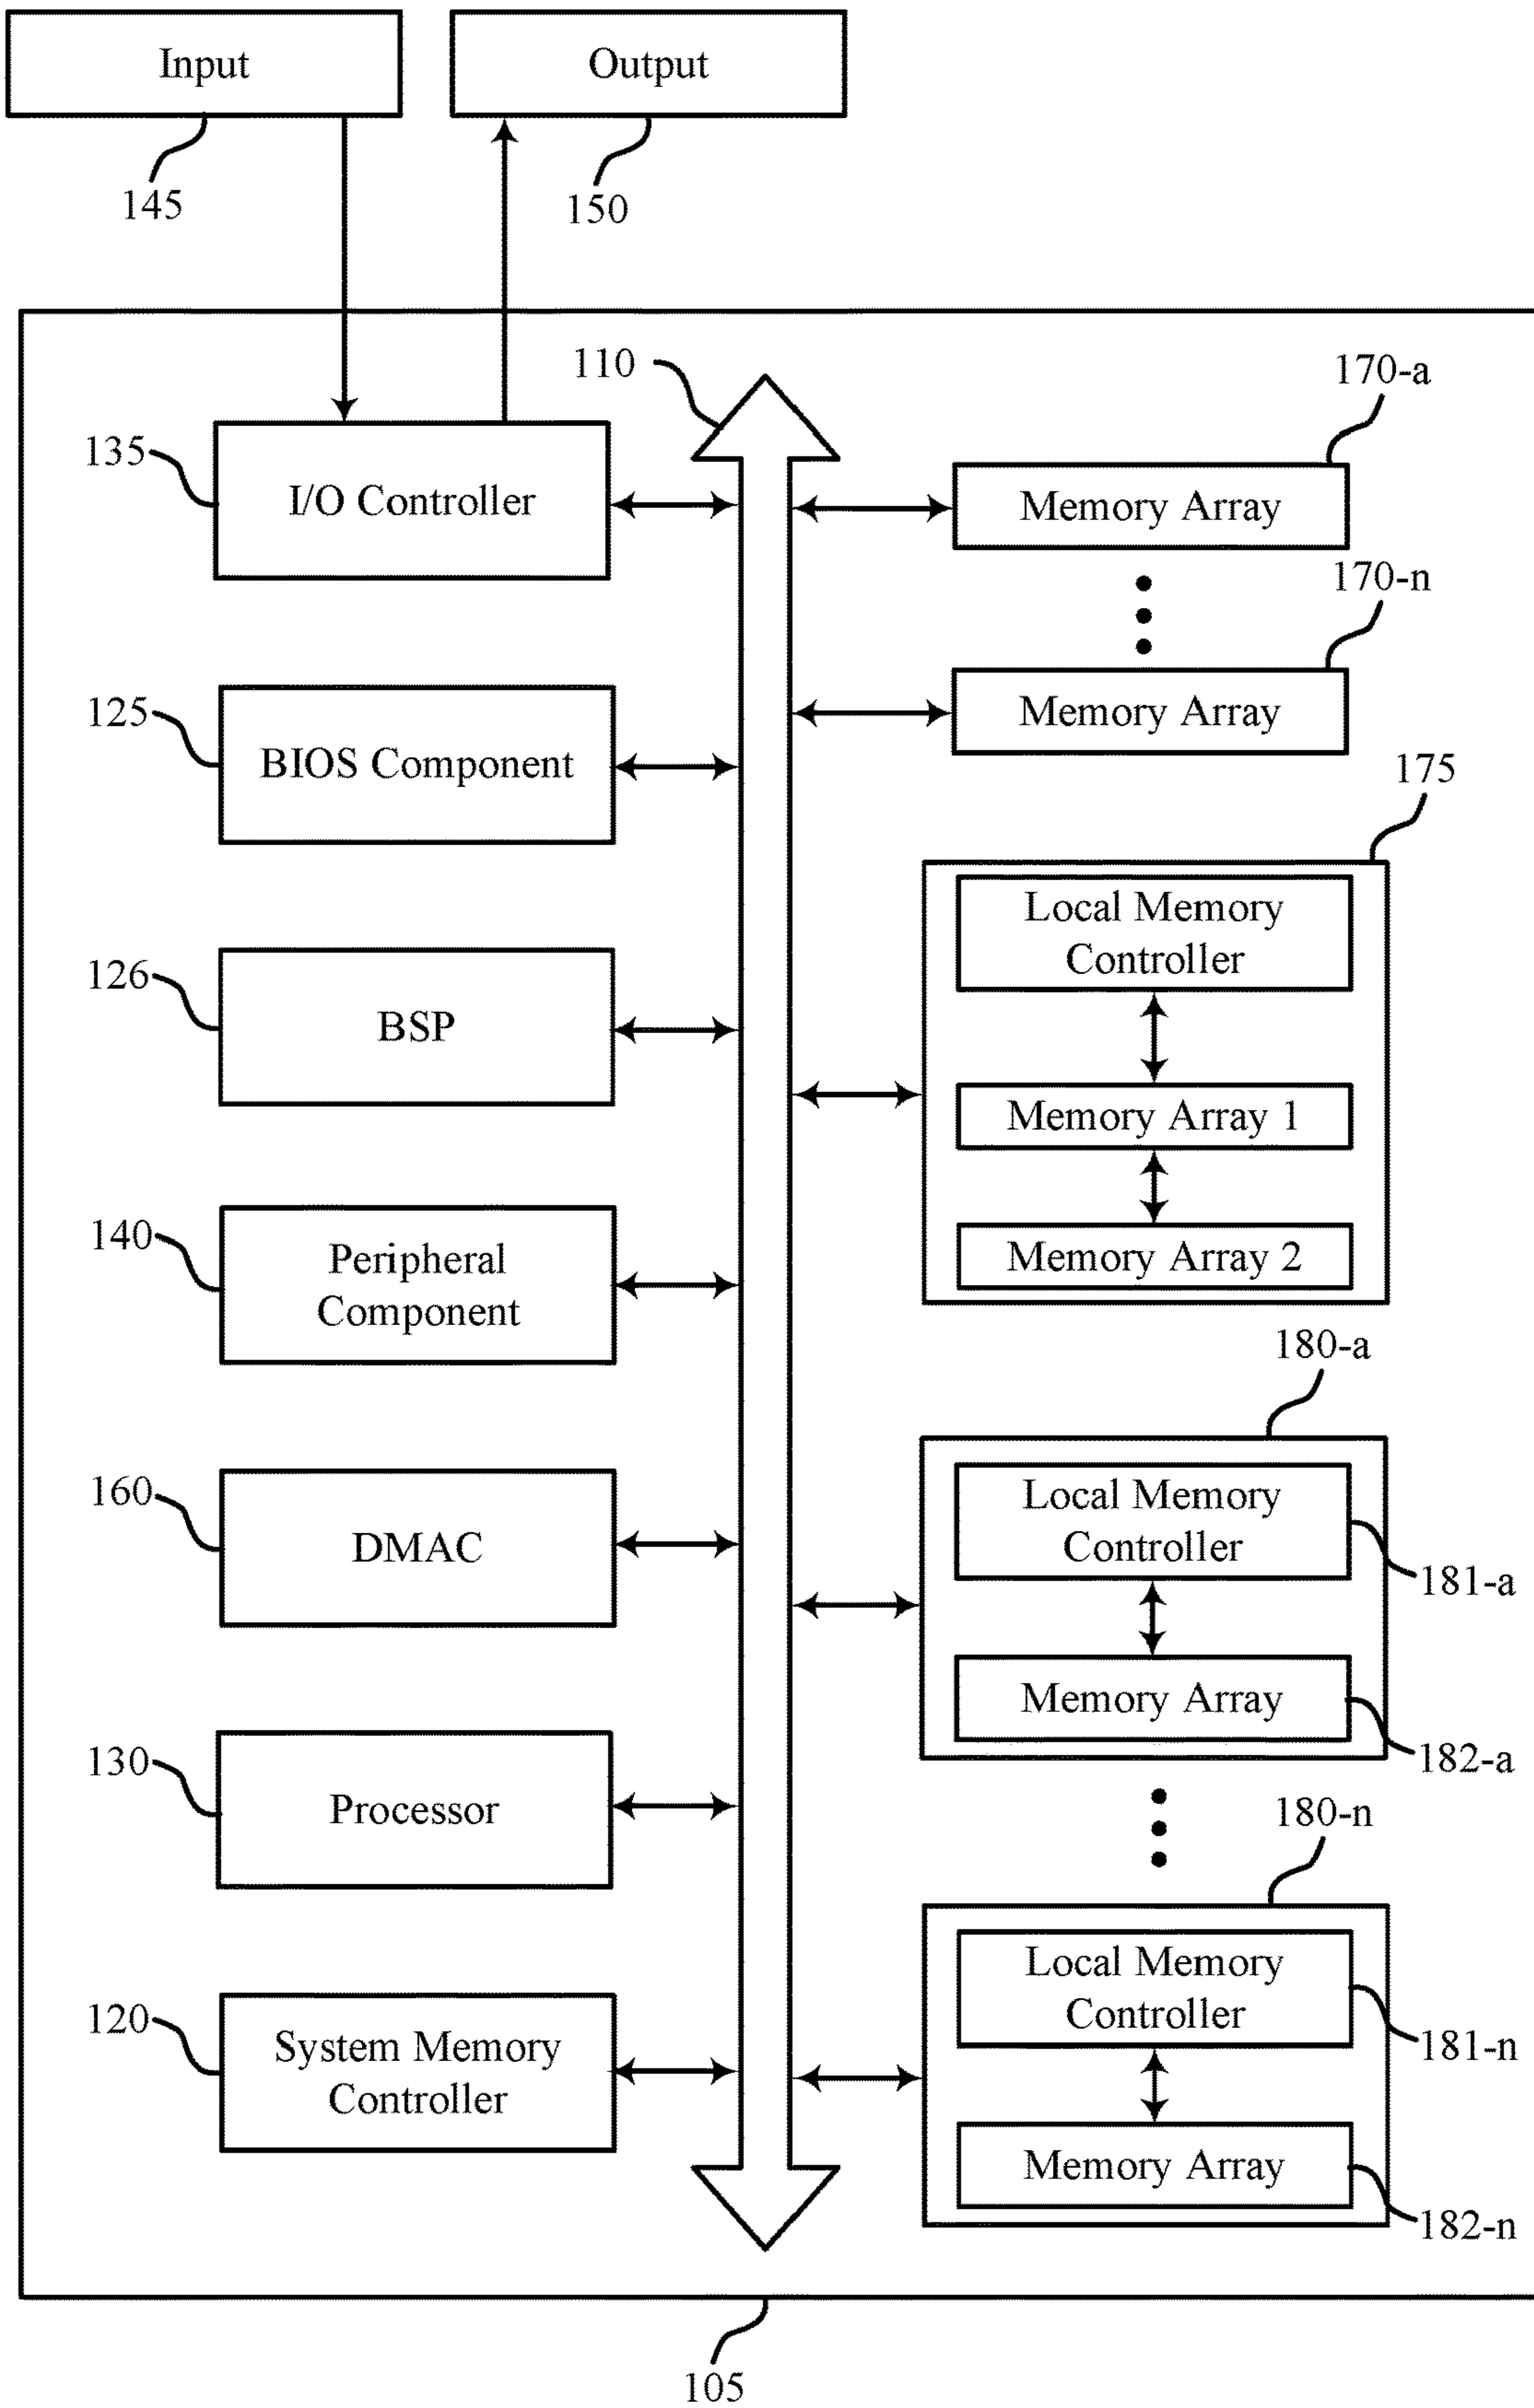 Input
Output
145
150
110
170-a
135
I/O Controller
Memory Array
170-n
125
BIOS Component
Memory Array
175
Local Memory
Controller
126
BSP
Memory Array 1
140
Peripheral
Component
Memory Array 2
180-a
160
DMAC
Local Memory
Controller
181-a
Memory Array
182-a
130
Processor
180-n
120
System Memory
Controller
Local Memory
Controller
181-n
Memory Array
182-n
105